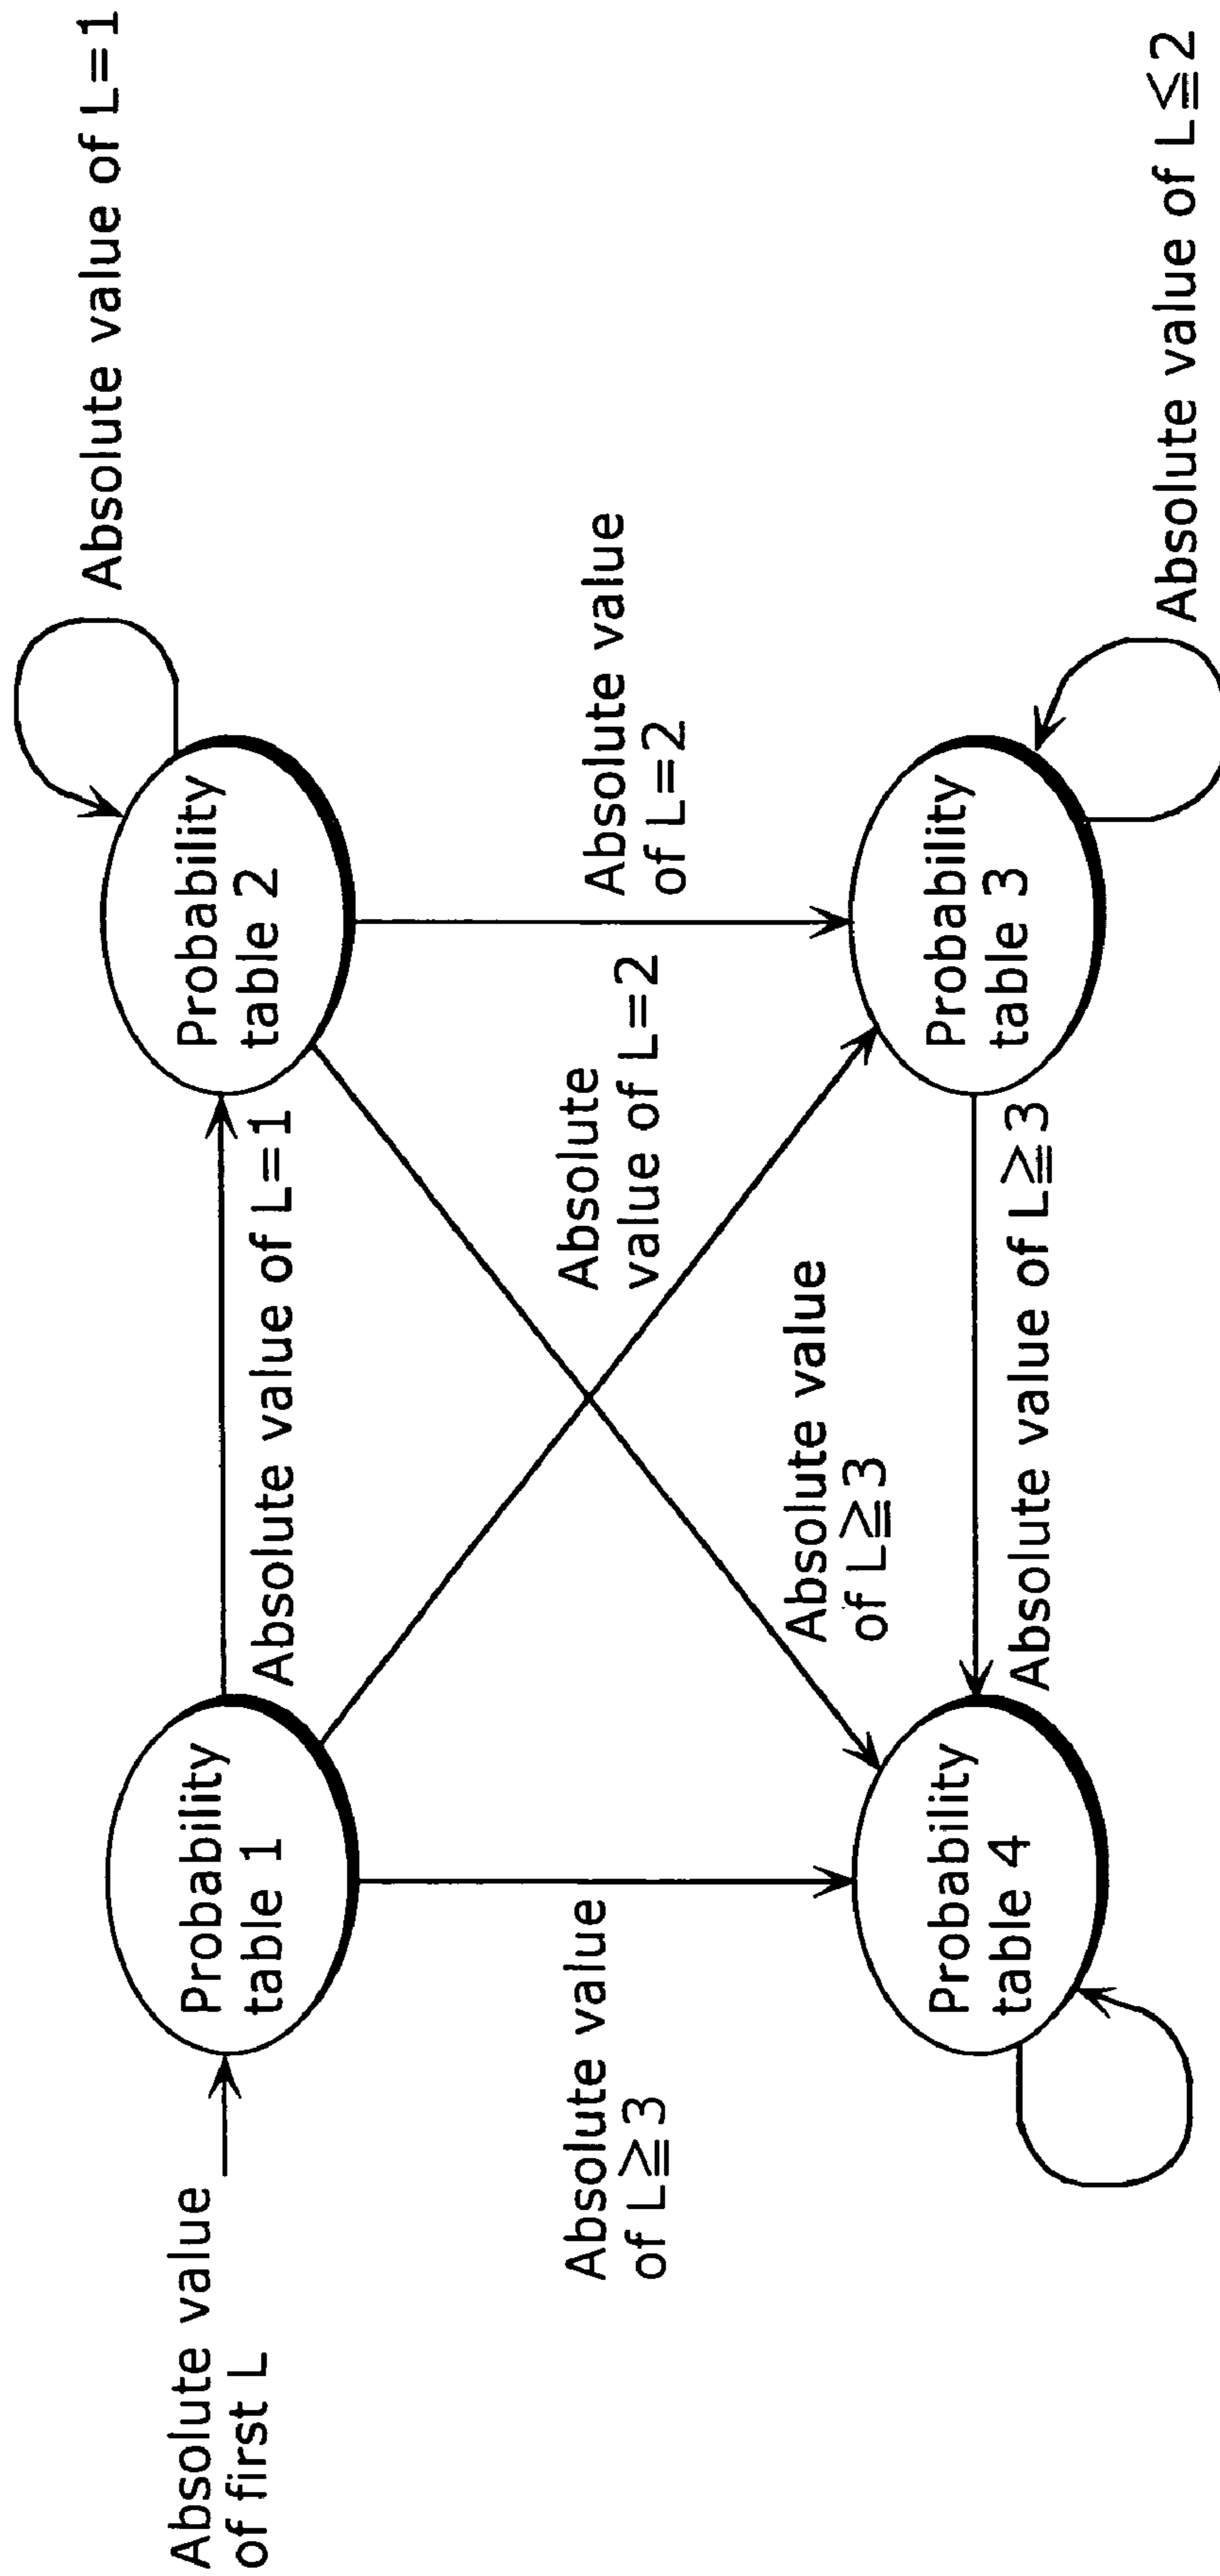 Absolute value
of first L
Probability
table 1
Absolute value of L=1
Probability
table 2
Absolute value of L=1
Absolute value
of L≧3
Absolute
value of L=2
Absolute value
of L=2
Absolute value
of L≧3
Probability
table 4
Absolute value of L≧3
Probability
table 3
Absolute value of L≦2